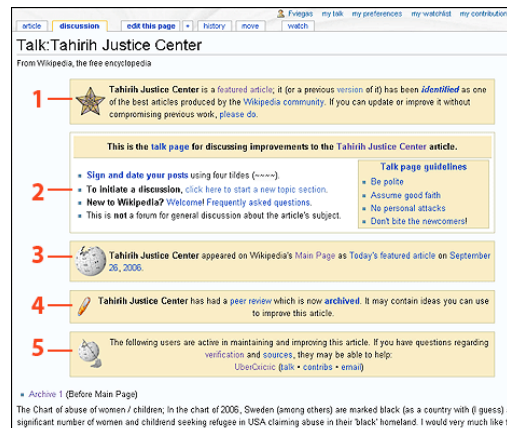 Fviegas my talk my preferences my watchlist my contribution
article discussion edit this page + history move watch
Talk:Tahirih Justice Center
From Wikipedia, the free encyclopedia
1
Tahirih Justice Center is a featured article; it (or a previous version of it) has been identified as one
of the best articles produced by the Wikipedia community. If you can update or improve it without
compromising previous work, please do.
This is the talk page for discussing improvements to the Tahirih Justice Center article.
2
Sign and date your posts using four tildes (~~~~).
To initiate a discussion, click here to start a new topic section.
New to Wikipedia? Welcome! Frequently asked questions.
This is not a forum for general discussion about the article's subject.
Talk page guidelines
Be polite
Assume good faith
No personal attacks
Don't bite the newcomers!
3
Tahirih Justice Center appeared on Wikipedia's Main Page as Today's featured article on September
26, 2006.
4
Tahirih Justice Center has had a peer review which is now archived. It may contain ideas you can use
to improve this article.
5
The following users are active in maintaining and improving this article. If you have questions regarding
verification and sources, they may be able to help:
(talk • contribs • email)
Archive 1 (Before Main Page)
The Chart of abuse of women / children; In the chart of 2006, Sweden (among others) are marked black (as a country with (I guess)
significant number of women and childrend seeking refugee in USA claiming abuse in their 'black' homeland. I would very much like